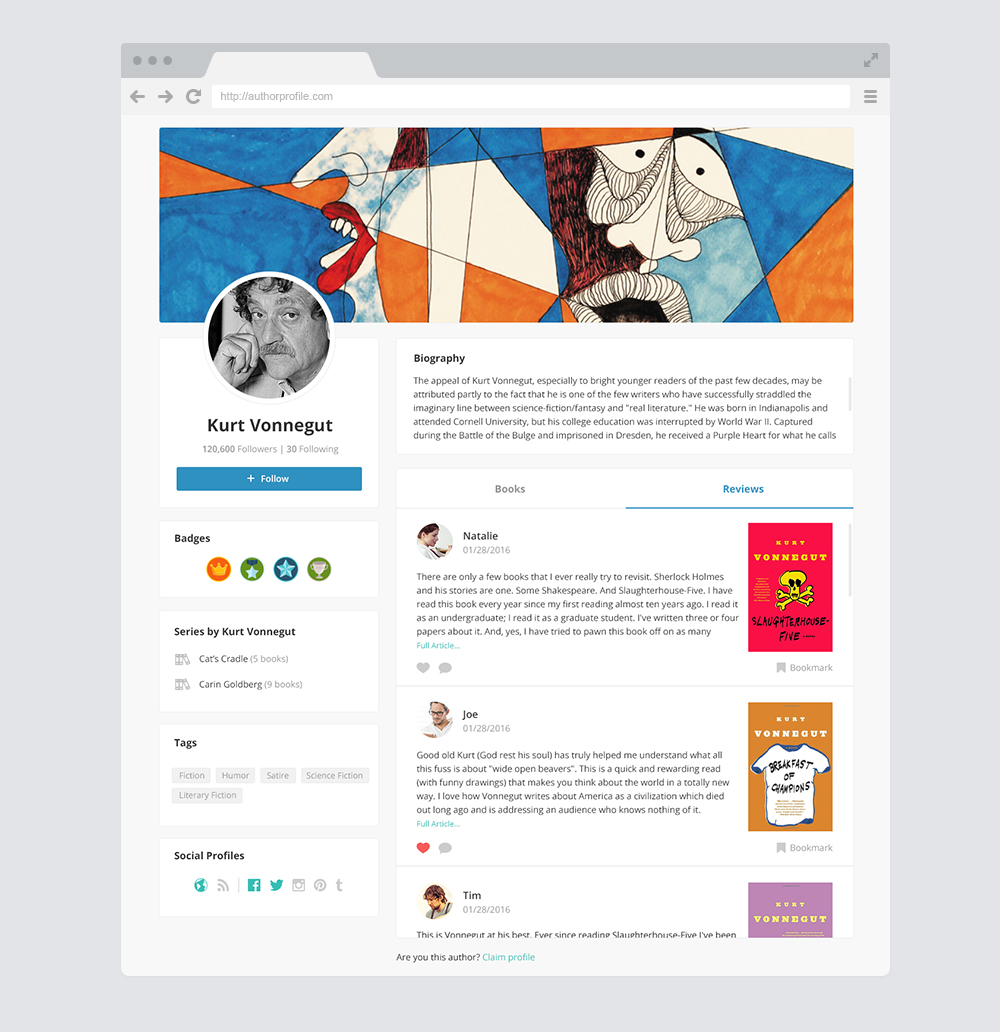 http://authorprofile.com
Kurt Vonnegut
120,600 Followers | 30 Following
+ Follow
Badges
Series by Kurt Vonnegut
Cat's Cradle (5 books)
Carin Goldberg (9 books)
Tags
Fiction
Humor
Satire
Science Fiction
Literary Fiction
Social Profiles
Biography
The appeal of Kurt Vonnegut, especially to bright younger readers of the past few decades, may be
attributed partly to the fact that he is one of the few writers who have successfully straddled the
imaginary line between science-fiction/fantasy and "real literature." He was born in Indianapolis and
attended Cornell University, but his college education was interrupted by World War II. Captured
during the Battle of the Bulge and imprisoned in Dresden, he received a Purple Heart for what he calls
Books
Reviews
Natalie
01/28/2016
There are only a few books that I ever really try to revisit. Sherlock Holmes
and his stories are one. Some Shakespeare. And Slaughterhouse-Five. I have
read this book every year since my first reading almost ten years ago. I read it
as an undergraduate; I read it as a graduate student. I've written three or four
papers about it. And, yes, I have tried to pawn this book off on as many
Full Article...
KURT
VONNEGUT
SLAUGHTERHOUSE-
FIVE
Bookmark
Joe
01/28/2016
Good old Kurt (God rest his soul) has truly helped me understand what all
this fuss is about "wide open beavers". This is a quick and rewarding read
(with funny drawings) that makes you think about the world in a totally new
way. I love how Vonnegut writes about America as a civilization which died
out long ago and is addressing an audience who knows nothing of it.
Full Article...
KURT
VONNEGUT
BREAKFAST
OF
CHAMPIONS
Bookmark
Tim
01/28/2016
This is Vonnegut at his best. Ever since reading Slaughterhouse-Five I've been
KURT
VONNEGUT
Are you this author? Claim profile